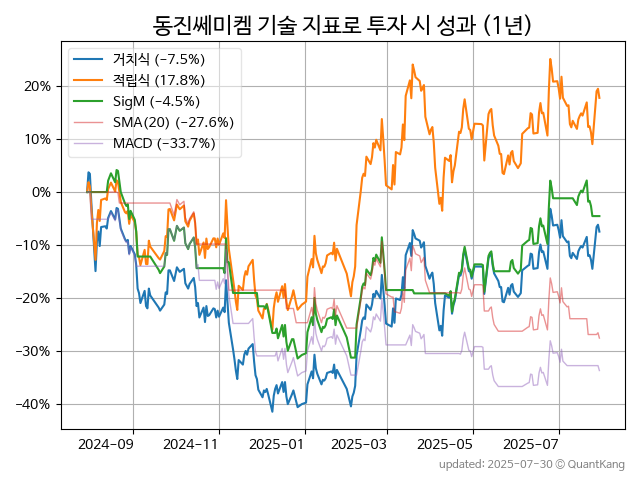 동진쎄미켐 기술 지표로 투자 시 성과 (1년)
거치식 (−7.5%)
적립식 (17.8%)
SigM (−4.5%)
SMA(20) (−27.6%)
MACD (−33.7%)
20%
10%
0%
−10%
−20%
−30%
−40%
2024-09 2024-11 2025-01 2025-03 2025-05 2025-07
updated: 2025-07-30 © QuantKang